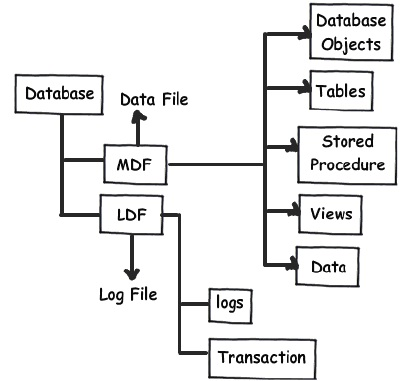 Database
Objects
Database
Data File
Tables
MDF
Stored
Procedure
LDF
Views
Data
Log File
logs
Transaction